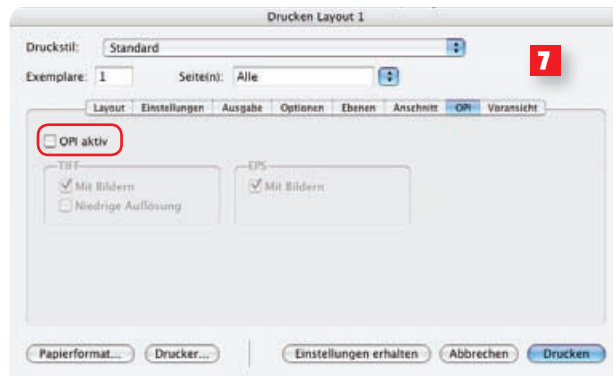 Drucken Layout 1
Druckstil: Standard
7
Exemplare: 1 Seite(n): Alle
Layout Einstellungen Ausgabe Optionen Ebenen Anschnitt OPI Voransicht
OPI aktiv
TIFF EPS
Mit Bildern Mit Bildern
Niedrige Auflösung
Papierformat... Drucker... Einstellungen erhalten Abbrechen Drucken